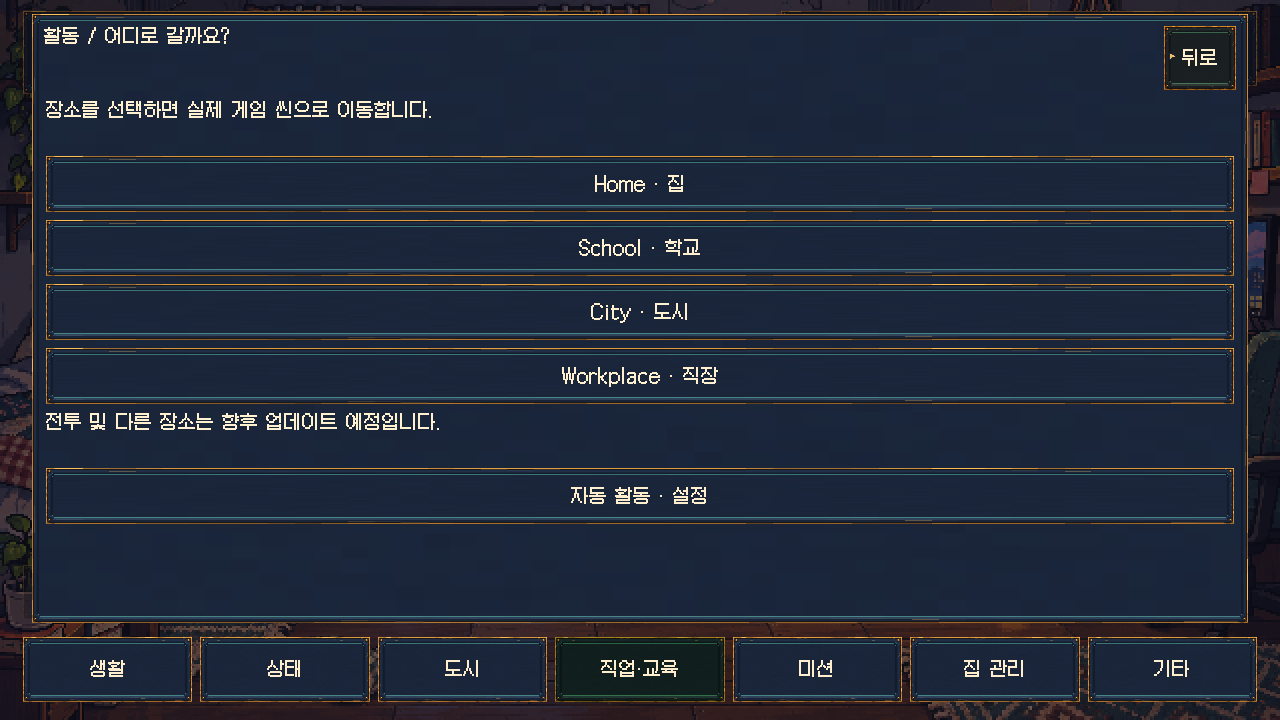 활동 / 어디로 갈까요?
뒤로
장소를 선택하면 실제 게임 씬으로 이동합니다.
Home · 집
School · 학교
City · 도시
Workplace · 직장
전투 및 다른 장소는 향후 업데이트 예정입니다.
자동 활동 · 설정
생활
상태
도시
직업·교육
미션
집 관리
기타